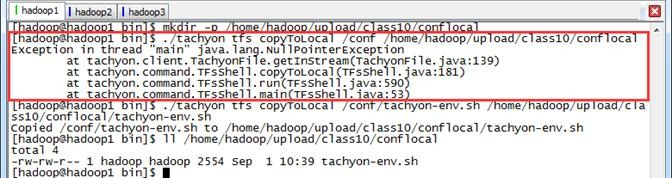 hadoop1 hadoop2 hadoop3
[hadoop@hadoop1 bin]$ mkdir -p /home/hadoop/upload/class10/conflocal
[hadoop@hadoop1 bin]$ ./tachyon tfs copyToLocal /conf /home/hadoop/upload/class10/conflocal
Exception in thread "main" java.lang.NullPointerException
at tachyon.client.TachyonFile.getInStream(TachyonFile.java:139)
at tachyon.command.TFsShell.copyToLocal(TFsShell.java:181)
at tachyon.command.TFsShell.run(TFsShell.java:590)
at tachyon.command.TFsShell.main(TFsShell.java:53)
[hadoop@hadoop1 bin]$ ./tachyon tfs copyToLocal /conf/tachyon-env.sh /home/hadoop/upload/cla
ss10/conflocal/tachyon-env.sh
Copied /conf/tachyon-env.sh to /home/hadoop/upload/class10/conflocal/tachyon-env.sh
[hadoop@hadoop1 bin]$ ll /home/hadoop/upload/class10/conflocal
total 4
-rw-rw-r-- 1 hadoop hadoop 2554 Sep  1 10:39 tachyon-env.sh
[hadoop@hadoop1 bin]$